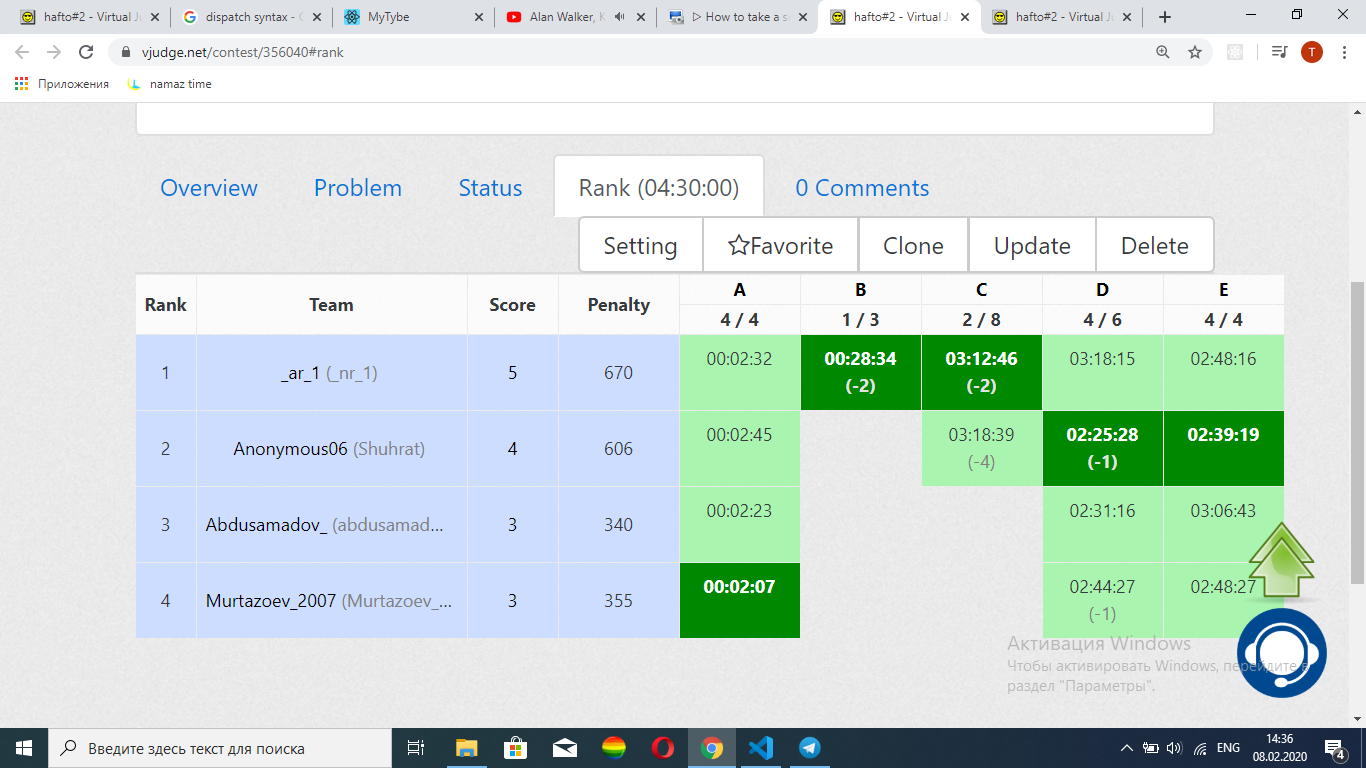 hafto#2 - Virtual Ju
dispatch syntax - G
MyTybe
Alan Walker, K
▷ How to take a s
hafto#2 - Virtual Ju
hafto#2 - Virtual Ju
vjudge.net/contest/356040#rank
T
Приложения
namaz time
Overview
Problem
Status
Rank (04:30:00)
0 Comments
Setting
☆Favorite
Clone
Update
Delete
Rank Team Score Penalty A B C D E
4 / 4 1 / 3 2 / 8 4 / 6 4 / 4
1 _ar_1 (_nr_1) 5 670 00:02:32 00:28:34 03:12:46 03:18:15 02:48:16
(-2) (-2)
2 Anonymous06 (Shuhrat) 4 606 00:02:45 03:18:39 02:25:28 02:39:19
(-4) (-1)
3 Abdusamadov_ (abdusamad... 3 340 00:02:23 02:31:16 03:06:43
4 Murtazoev_2007 (Murtazoev_... 3 355 00:02:07 02:44:27 02:48:27
(-1)
Активация Windows
Чтобы активировать Windows, перейдите в
раздел "Параметры".
Введите здесь текст для поиска
ENG
14:36
08.02.2020
4